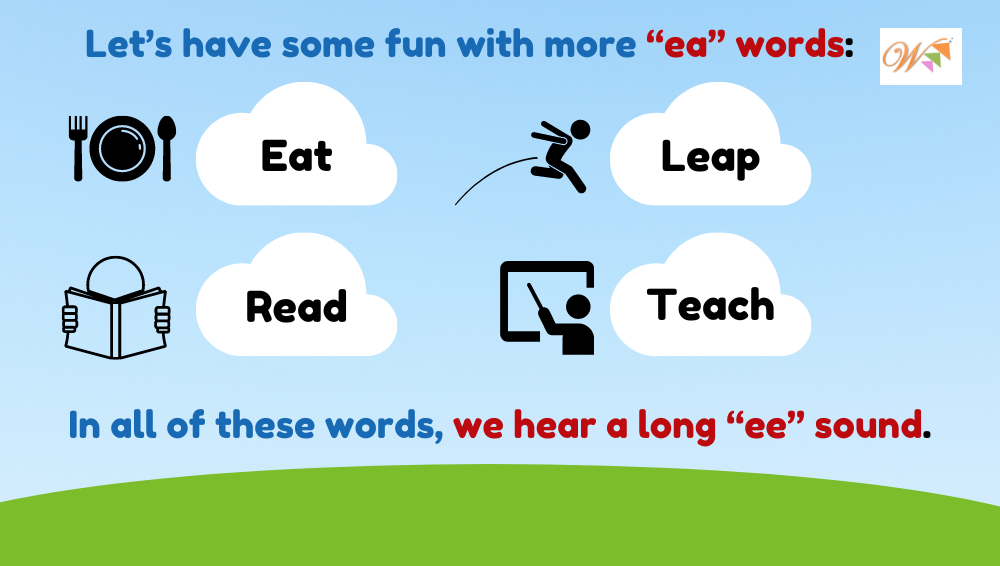 Let's have some fun with more “ea” words:
W
Eat
Leap
Read
Teach
In all of these words, we hear a long “ee” sound.